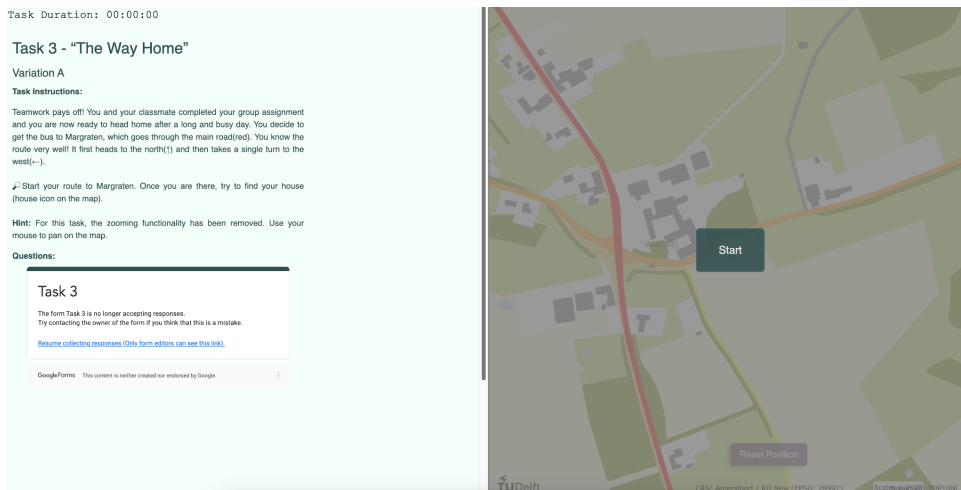 Task Duration: 00:00:00
Task 3 - “The Way Home”
Variation A
Task Instructions:
Teamwork pays off! You and your classmate completed your group assignment
and you are now ready to head home after a long and busy day. You decide to
get the bus to Margraten, which goes through the main road(red). You know the
route very well! It first heads to the north(↑) and then takes a single turn to the
west(←).
🔎 Start your route to Margraten. Once you are there, try to find your house
(house icon on the map).
Hint: For this task, the zooming functionality has been removed. Use your
mouse to pan on the map.
Questions:
Task 3
The form Task 3 is no longer accepting responses.
Try contacting the owner of the form if you think that this is a mistake.
Resume collecting responses (Only form editors can see this link).
Google Forms This content is neither created nor endorsed by Google.
Start
Reset Position
TUDelft
CRS: Amersfoort / RD New (EPSG: 28992)